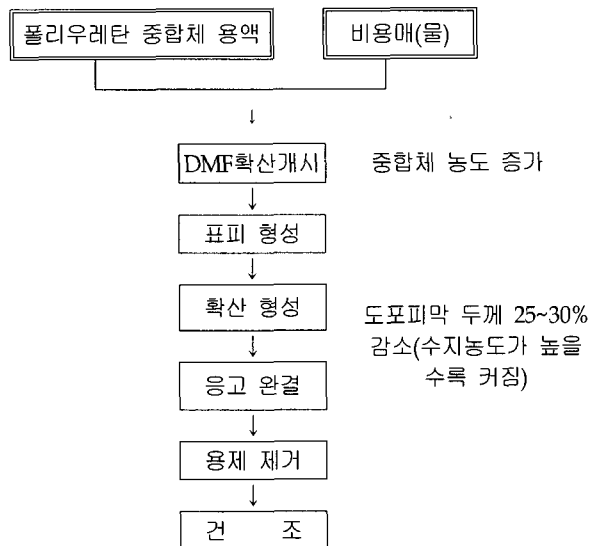 폴리우레탄 중합체 용액
비용매(물)
↓
DMF확산개시
중합체 농도 증가
↓
표피 형성
↓
확산 형성
도포피막 두께 25~30%
감소(수지농도가 높을
수록 커짐)
↓
응고 완결
↓
용제 제거
↓
건 조